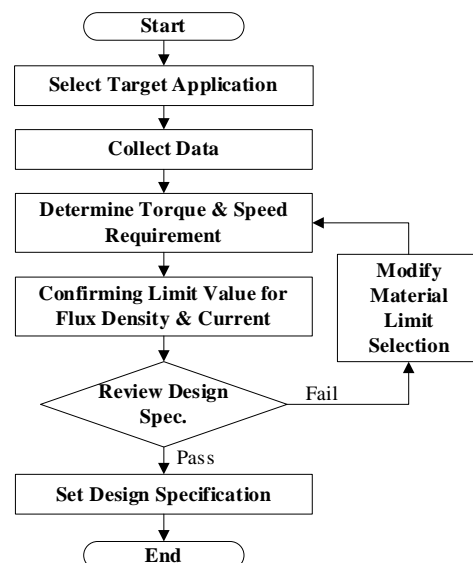 Start
Select Target Application
Collect Data
Determine Torque & Speed
Requirement
Confirming Limit Value for
Flux Density & Current
Modify
Material
Limit
Selection
Review Design
Spec.
Fail
Pass
Set Design Specification
End